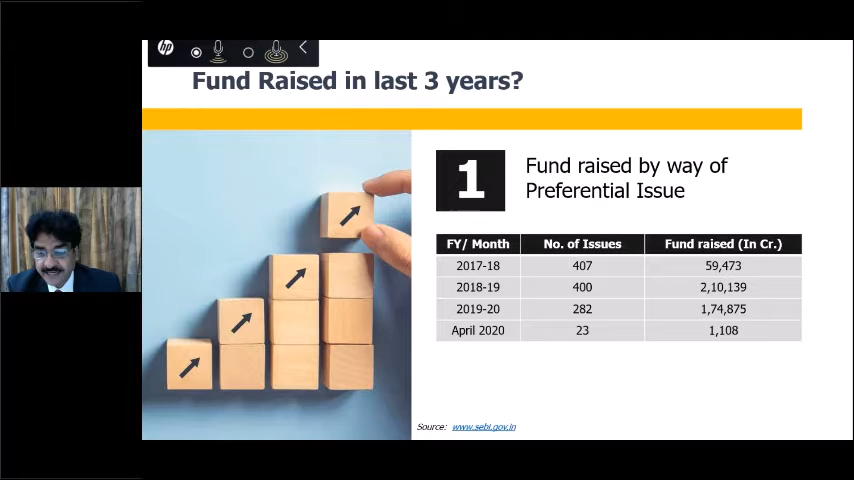 hp
Fund Raised in last 3 years?
1
Fund raised by way of
Preferential Issue
FY/ Month No. of Issues Fund raised (In Cr.)
2017-18 407 59,473
2018-19 400 2,10,139
2019-20 282 1,74,875
April 2020 23 1,108
Source: www.sebi.gov.in